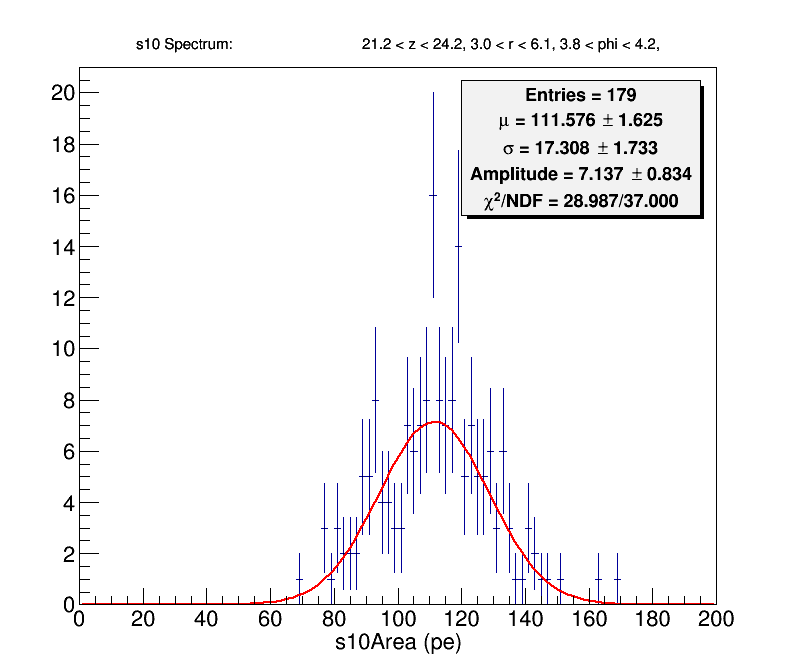 s10 Spectrum: 21.2 < z < 24.2, 3.0 < r < 6.1, 3.8 < phi < 4.2,
Entries = 179
μ = 111.576 ± 1.625
σ = 17.308 ± 1.733
Amplitude = 7.137 ± 0.834
χ²/NDF = 28.987/37.000
20
18
16
14
12
10
8
6
4
2
0
0 20 40 60 80 100 120 140 160 180 200
s10Area (pe)